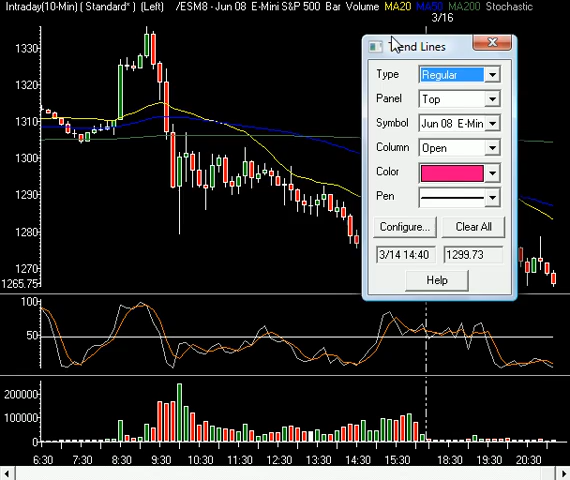 Intraday(10-Min) ( Standard* ) (Left) /ESM8 - Jun 08 E-Mini S&P 500 Bar Volume MA20 MA50 MA200 Stochastic
3/16
Trend Lines
1330
1320
1310
1300
1290
1280
1270
1265.75
Type Regular
Panel Top
Symbol Jun 08 E-Min
Column Open
Color
Pen
Configure... Clear All
3/14 14:40 1299.73
Help
100
50
0
200000
100000
0
6:30 7:30 8:30 9:30 10:30 11:30 12:30 13:30 14:30 15:30 18:30 19:30 20:30